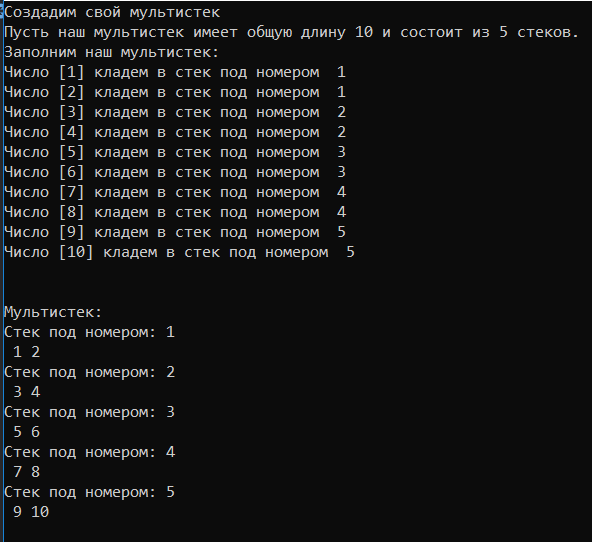 Создадим свой мультистек
Пусть наш мультистек имеет общую длину 10 и состоит из 5 стеков.
Заполним наш мультистек:
Число [1] кладем в стек под номером  1
Число [2] кладем в стек под номером  1
Число [3] кладем в стек под номером  2
Число [4] кладем в стек под номером  2
Число [5] кладем в стек под номером  3
Число [6] кладем в стек под номером  3
Число [7] кладем в стек под номером  4
Число [8] кладем в стек под номером  4
Число [9] кладем в стек под номером  5
Число [10] кладем в стек под номером  5
Мультистек:
Стек под номером: 1
 1 2
Стек под номером: 2
 3 4
Стек под номером: 3
 5 6
Стек под номером: 4
 7 8
Стек под номером: 5
 9 10